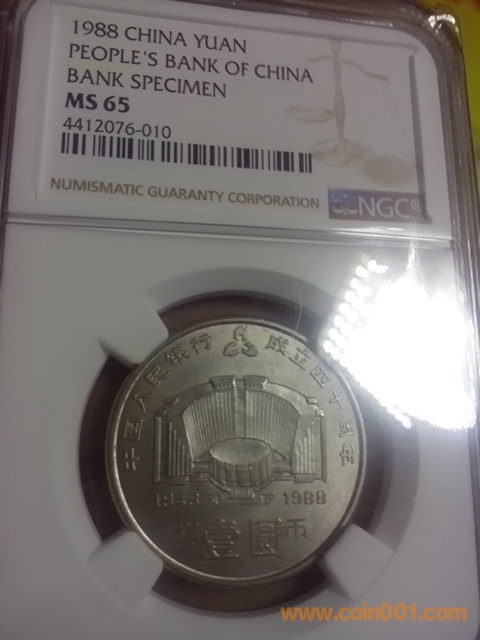 1988 CHINA YUAN
PEOPLE'S BANK OF CHINA
BANK SPECIMEN
MS 65
4412076-010
NUMISMATIC GUARANTY CORPORATION
NGC®
中国人民银行 成立四十周年
1948 1988
壹圆
币
www.coin001.com